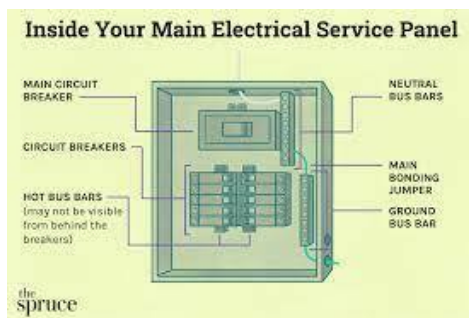 Inside Your Main Electrical Service Panel
MAIN CIRCUIT
BREAKER
CIRCUIT BREAKERS
HOT BUS BARS
(may not be visible
from behind the
breakers)
NEUTRAL
BUS BARS
MAIN
BONDING
JUMPER
GROUND
BUS BAR
the
spruce